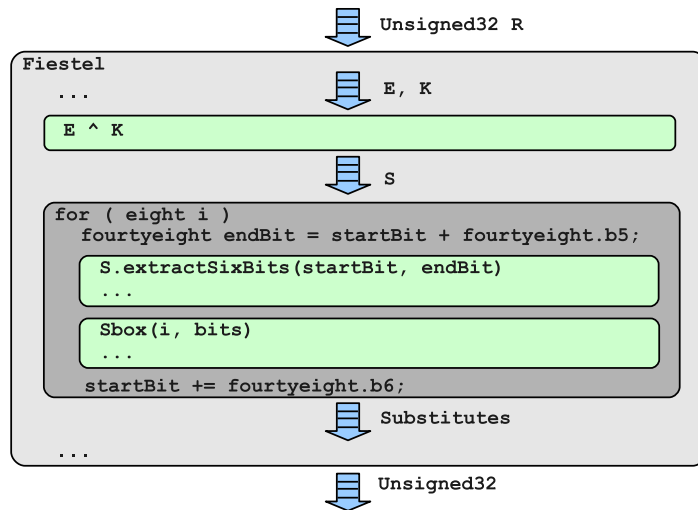 Unsigned32 R
Fiestel
...
E, K
E ^ K
S
for ( eight i )
fourtyeight endBit = startBit + fourtyeight.b5;
S.extractSixBits(startBit, endBit)
...
Sbox(i, bits)
...
startBit += fourtyeight.b6;
Substitutes
...
Unsigned32